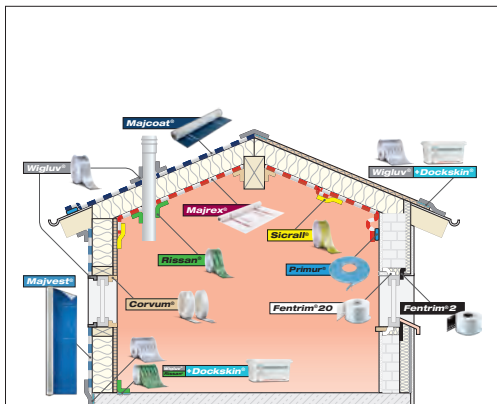 Majcoat®
Wigluv®
Wigluv® +Dockskin®
Majrex®
Sicrall®
Rissan®
Primur®
Majvest®
Corvum®
Fentrim®20
Fentrim®2
+Dockskin®